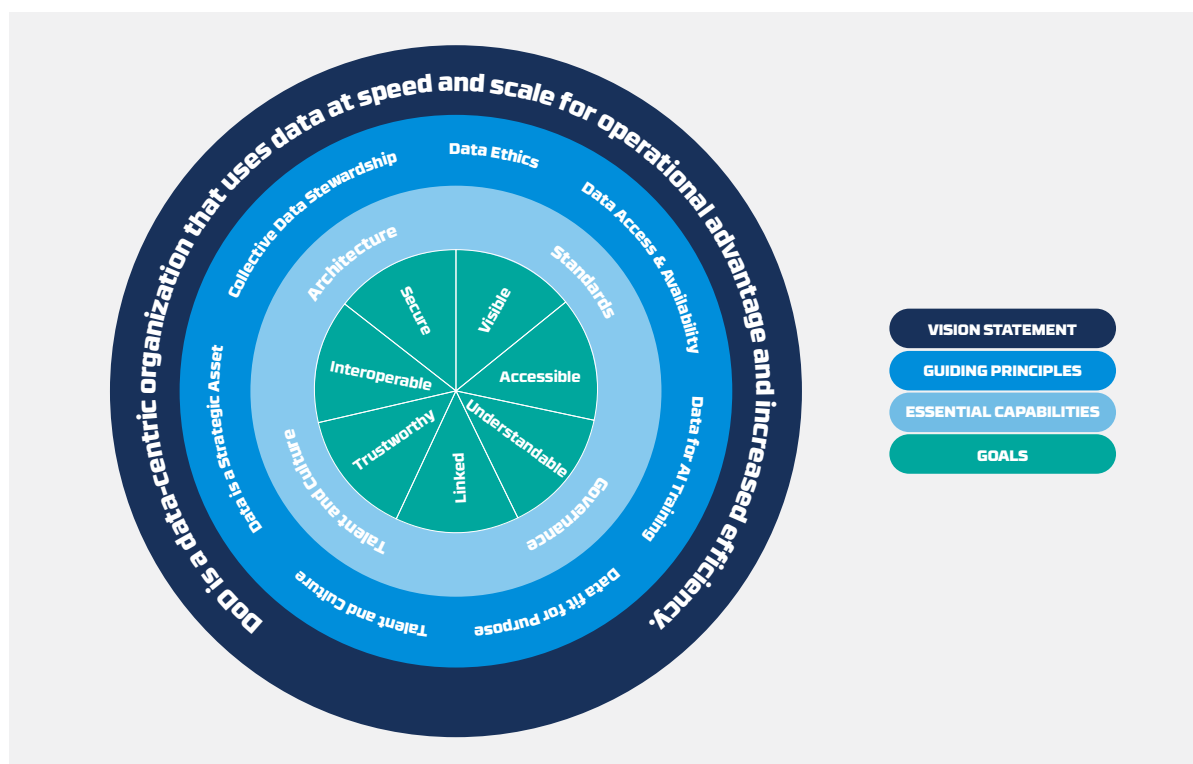 DoD is a data-centric organization that uses data at speed and scale for operational advantage and increased efficiency.
Data is a Strategic Asset
Collective Data Stewardship
Data Ethics
Data Access & Availability
Data for AI Training
Data fit for Purpose
Talent and Culture
Architecture
Standards
Governance
Talent and Culture
Visible
Accessible
Understandable
Linked
Trustworthy
Interoperable
Secure
VISION STATEMENT
GUIDING PRINCIPLES
ESSENTIAL CAPABILITIES
GOALS